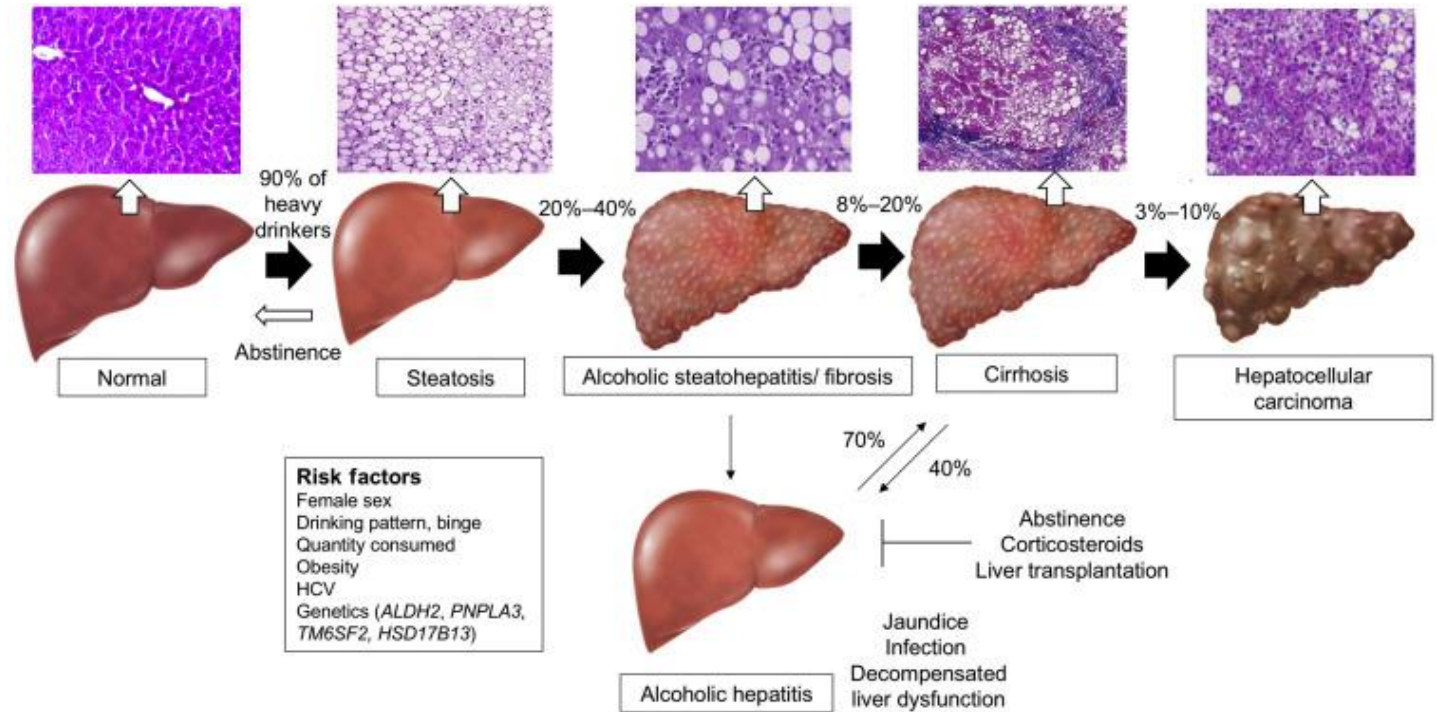 90% of
heavy
drinkers
20%–40%
8%–20%
3%–10%
Abstinence
Normal
Steatosis
Alcoholic steatohepatitis/ fibrosis
Cirrhosis
Hepatocellular
carcinoma
70%
40%
Risk factors
Female sex
Drinking pattern, binge
Quantity consumed
Obesity
HCV
Genetics (ALDH2, PNPLA3,
TM6SF2, HSD17B13)
Abstinence
Corticosteroids
Liver transplantation
Jaundice
Infection
Decompensated
liver dysfunction
Alcoholic hepatitis